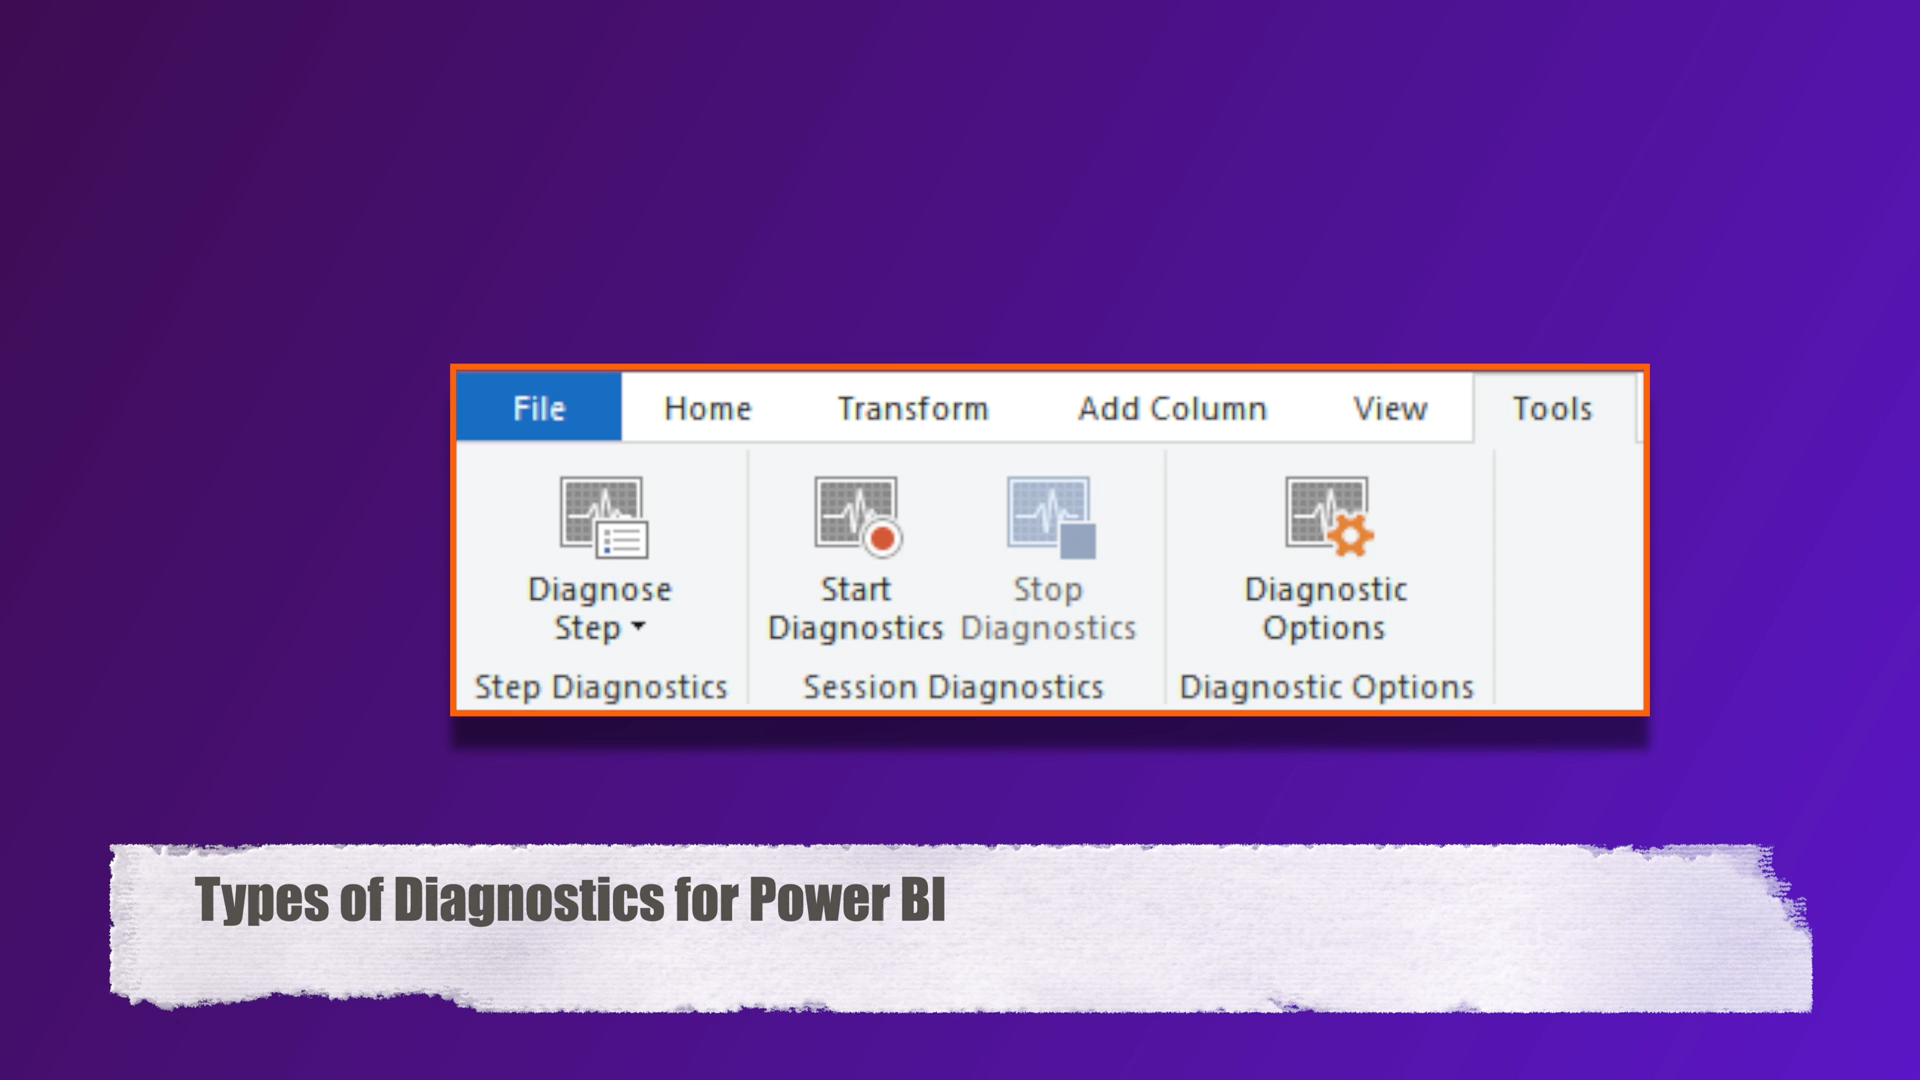 File Home Transform Add Column View Tools
Diagnose Start Stop Diagnostic
Step Diagnostics Diagnostics Options
Step Diagnostics Session Diagnostics Diagnostic Options
Types of Diagnostics for Power BI